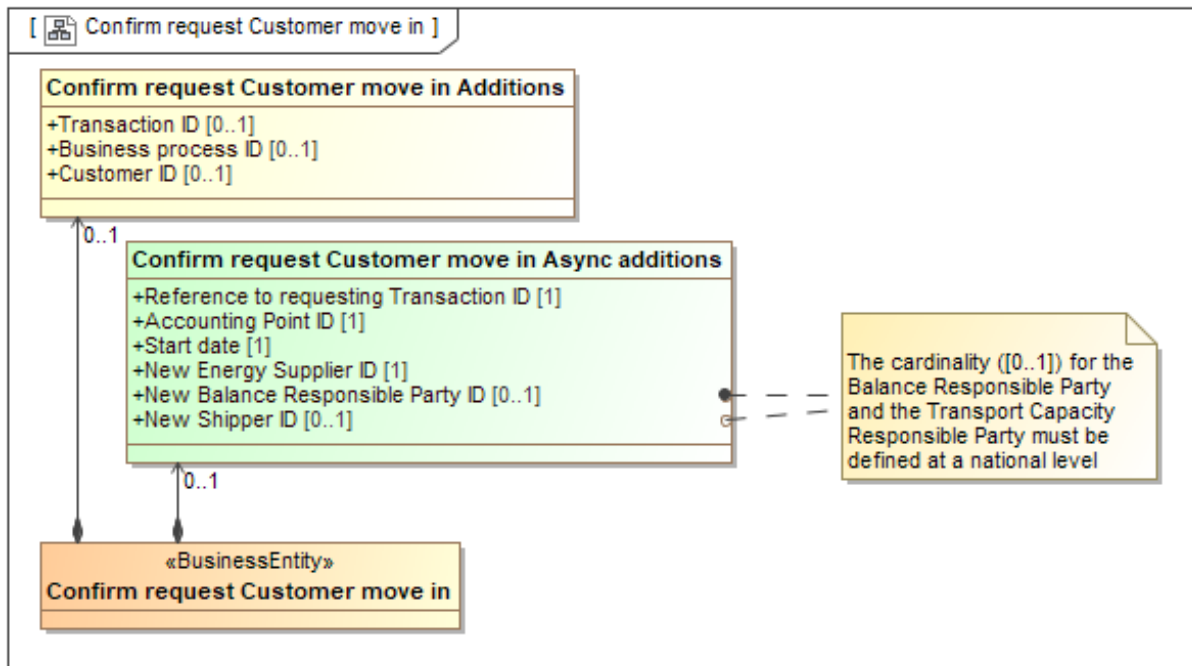 [ Confirm request Customer move in ]
Confirm request Customer move in Additions
+Transaction ID [0..1]
+Business process ID [0..1]
+Customer ID [0..1]
0..1
Confirm request Customer move in Async additions
+Reference to requesting Transaction ID [1]
+Accounting Point ID [1]
+Start date [1]
+New Energy Supplier ID [1]
+New Balance Responsible Party ID [0..1]
+New Shipper ID [0..1]
The cardinality ([0..1]) for the
Balance Responsible Party
and the Transport Capacity
Responsible Party must be
defined at a national level
0..1
«BusinessEntity»
Confirm request Customer move in